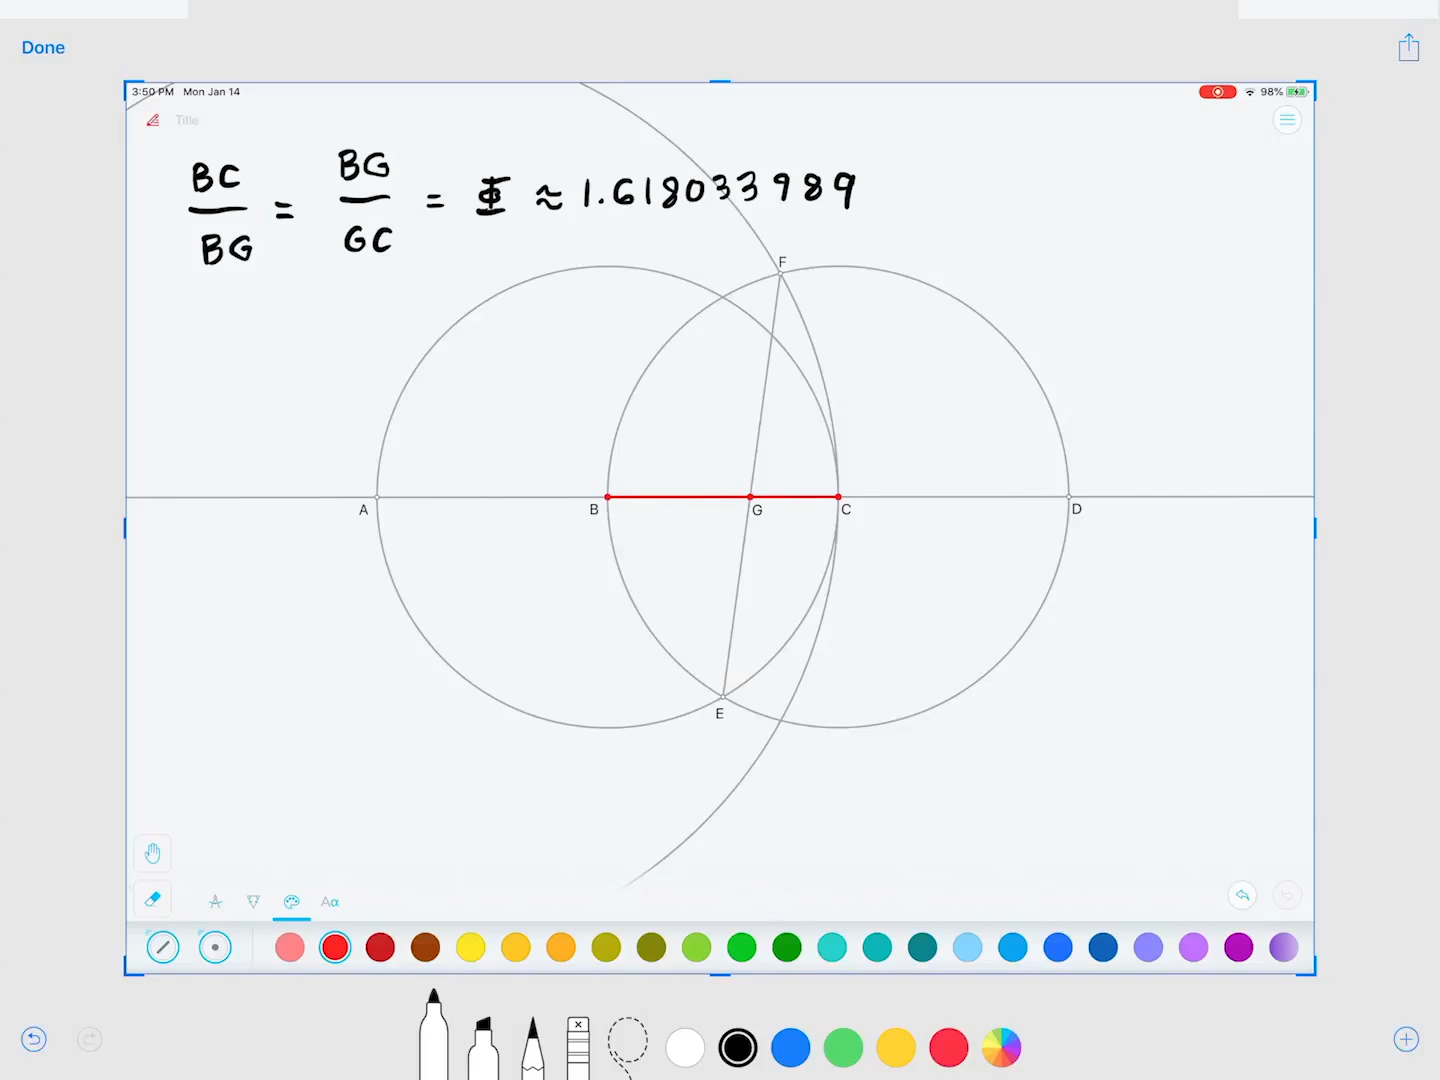 Done
3:50 PM Mon Jan 14
98%
Title
BC/BG = BG/GC = Φ ≈ 1.618033989
F
A B G C D
E
Aα